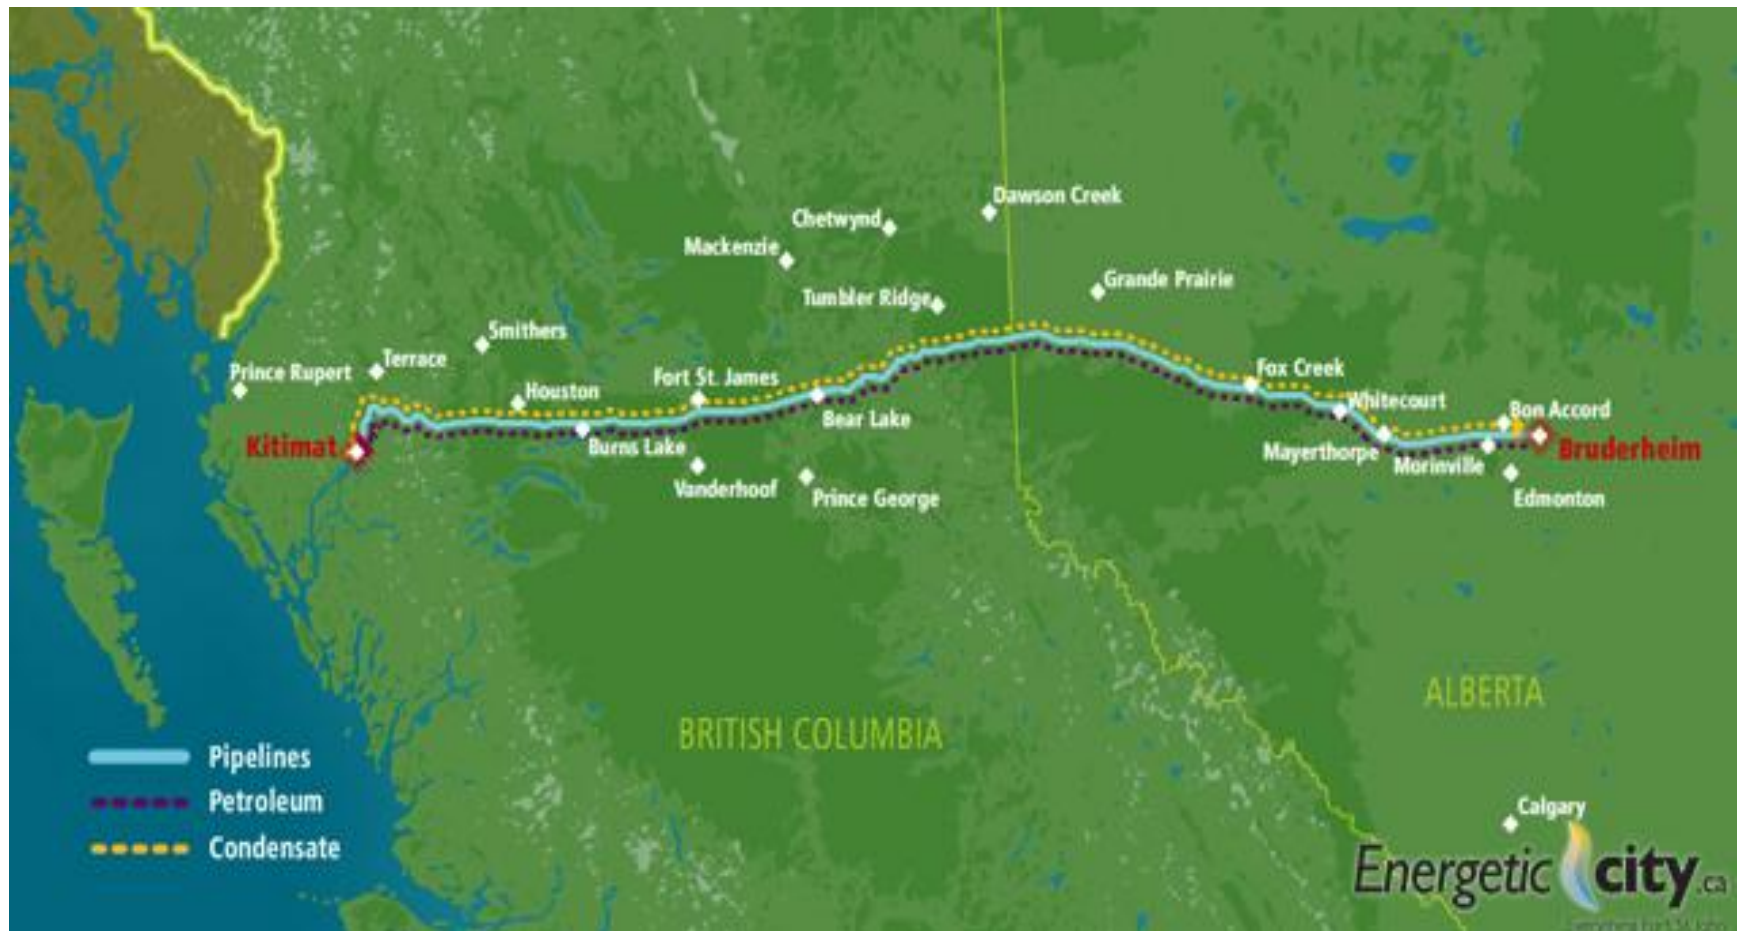 Dawson Creek
Chetwynd
Mackenzie
Grande Prairie
Tumbler Ridge
Smithers
Terrace
Prince Rupert
Fox Creek
Fort St. James
Houston
Whitecourt
Bon Accord
Bear Lake
Kitimat
Burns Lake
Mayerthorpe
Bruderheim
Morinville
Vanderhoof
Prince George
Edmonton
ALBERTA
BRITISH COLUMBIA
Pipelines
Petroleum
Condensate
Calgary
Energetic city.ca